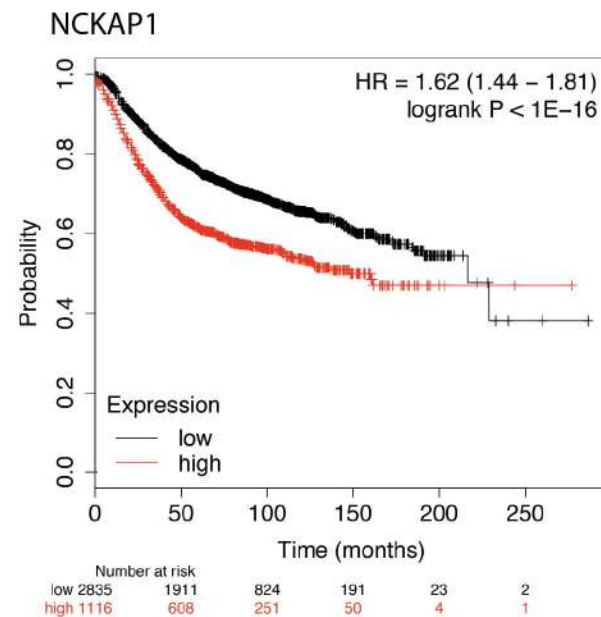 NCKAP1
HR = 1.62 (1.44 − 1.81)
logrank P < 1E−16
1.0
0.8
0.6
0.4
0.2
0.0
Probability
Expression
low
high
0 50 100 150 200 250
Time (months)
Number at risk
low 2835 1911 824 191 23 2
high 1116 608 251 50 4 1